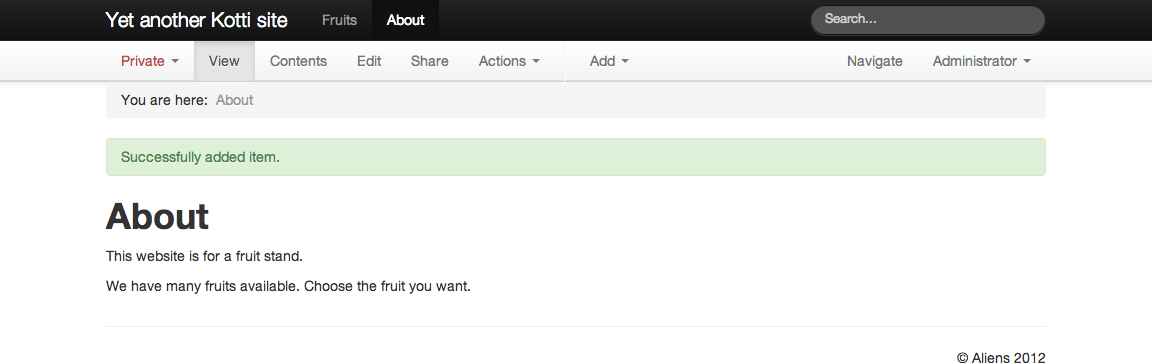 Yet another Kotti site Fruits About Search...
Private View Contents Edit Share Actions Add Navigate Administrator
You are here: About
Successfully added item.
About
This website is for a fruit stand.
We have many fruits available. Choose the fruit you want.
© Aliens 2012